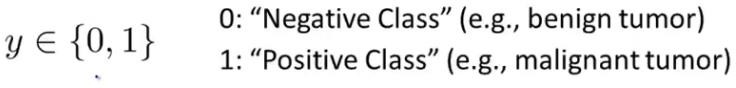 y ∈ {0, 1}
0: “Negative Class” (e.g., benign tumor)
1: “Positive Class” (e.g., malignant tumor)